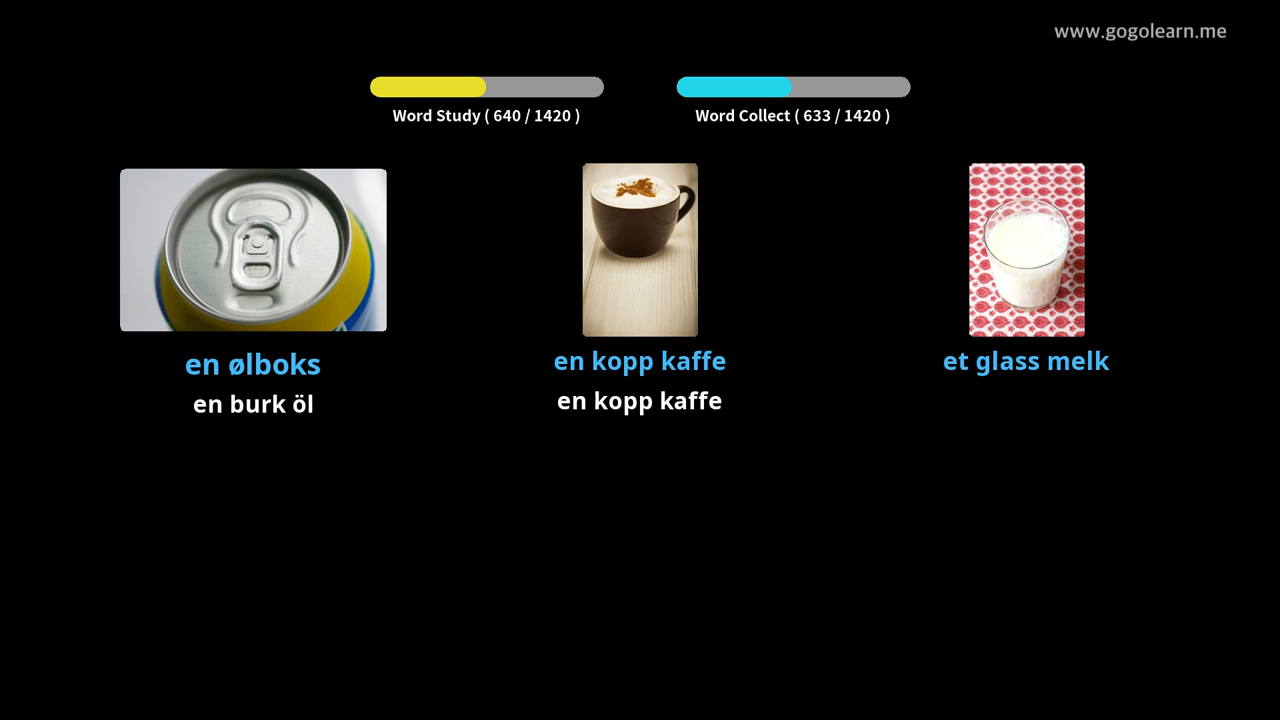 www.gogolearn.me
Word Study ( 640 / 1420 )
Word Collect ( 633 / 1420 )
en ølboks
en burk öl
en kopp kaffe
en kopp kaffe
et glass melk